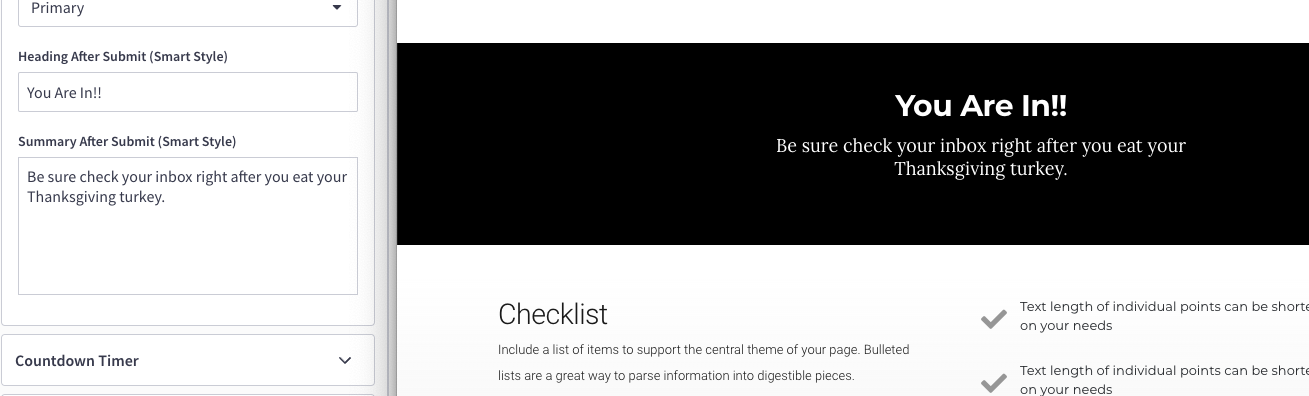 Primary
Heading After Submit (Smart Style)
You Are In!!
Summary After Submit (Smart Style)
Be sure check your inbox right after you eat your
Thanksgiving turkey.
Countdown Timer
You Are In!!
Be sure check your inbox right after you eat your
Thanksgiving turkey.
Checklist
Include a list of items to support the central theme of your page. Bulleted
lists are a great way to parse information into digestible pieces.
Text length of individual points can be shorte
on your needs
Text length of individual points can be shorte
on your needs